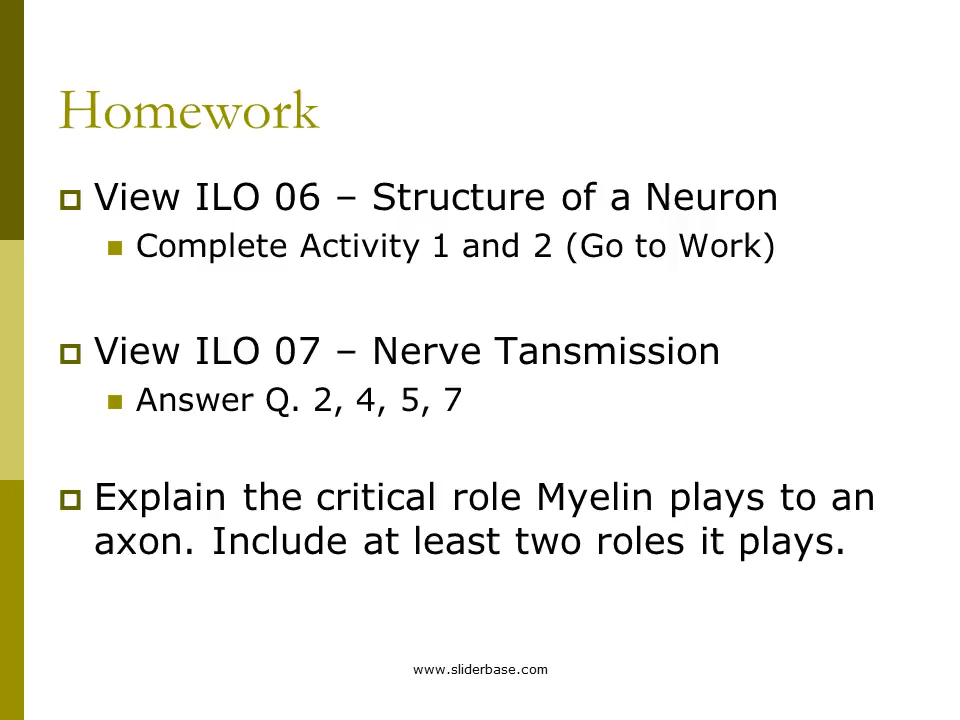 Homework
View ILO 06 – Structure of a Neuron
Complete Activity 1 and 2 (Go to Work)
View ILO 07 – Nerve Tansmission
Answer Q. 2, 4, 5, 7
Explain the critical role Myelin plays to an
axon. Include at least two roles it plays.
www.sliderbase.com